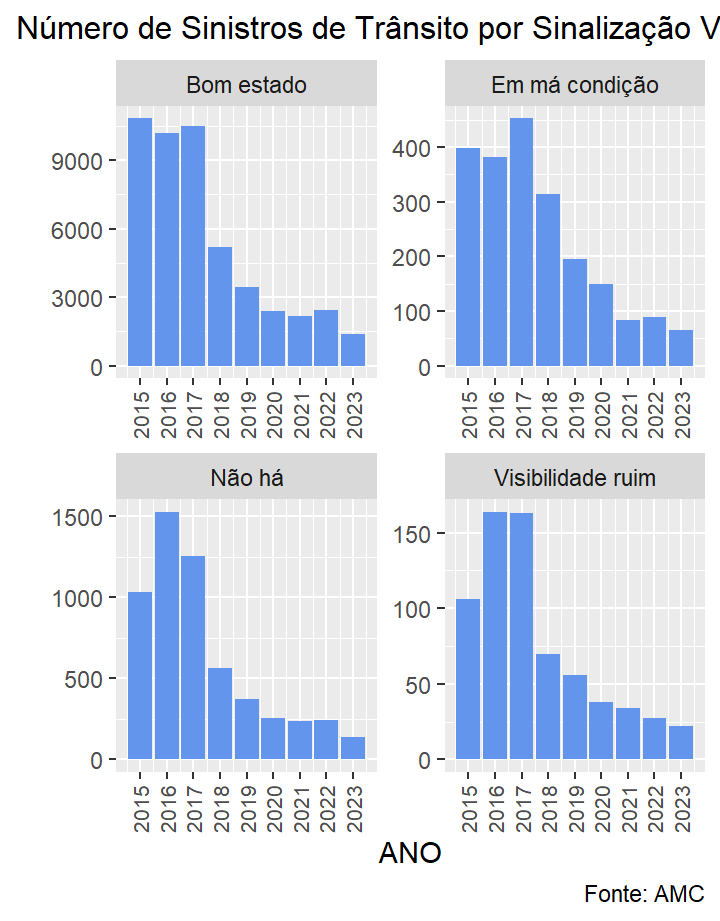 Número de Sinistros de Trânsito por Sinalização V
Bom estado
9000
6000
3000
0
2015 2016 2017 2018 2019 2020 2021 2022 2023
Em má condição
400
300
200
100
0
2015 2016 2017 2018 2019 2020 2021 2022 2023
Não há
1500
1000
500
0
2015 2016 2017 2018 2019 2020 2021 2022 2023
Visibilidade ruim
150
100
50
0
2015 2016 2017 2018 2019 2020 2021 2022 2023
ANO
Fonte: AMC